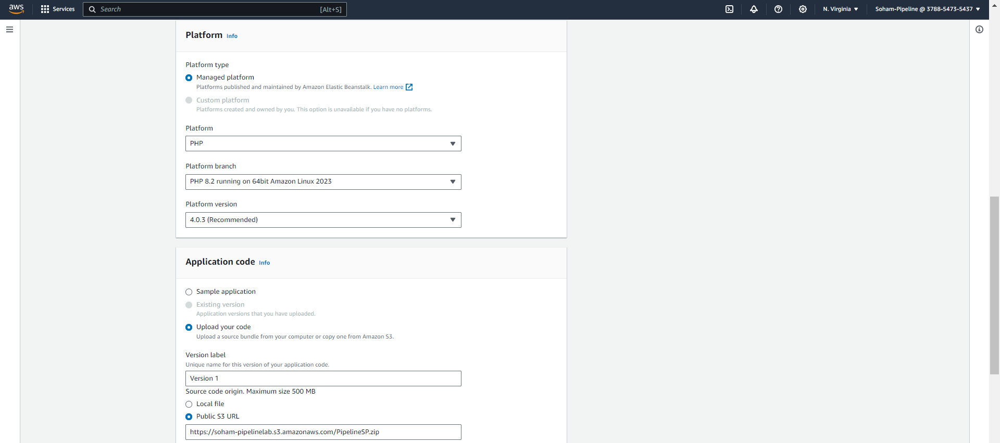 aws Services Search [Alt+S] N. Virginia Soham-Pipeline @ 3788-5473-5437
Platform Info
Platform type
Managed platform
Platforms published and maintained by Amazon Elastic Beanstalk. Learn more
Custom platform
Platforms created and owned by you. This option is unavailable if you have no platforms.
Platform
PHP
Platform branch
PHP 8.2 running on 64bit Amazon Linux 2023
Platform version
4.0.3 (Recommended)
Application code Info
Sample application
Existing version
Application versions that you have uploaded.
Upload your code
Upload a source bundle from your computer or copy one from Amazon S3.
Version label
Unique name for this version of your application code.
Version 1
Source code origin. Maximum size 500 MB
Local file
Public S3 URL
https://soham-pipelinelab.s3.amazonaws.com/PipelineSP.zip